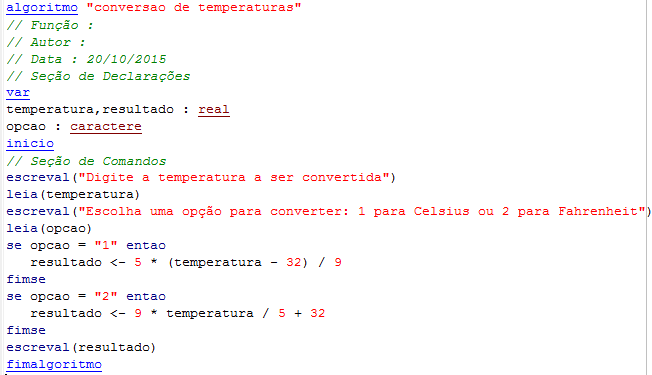 algoritmo "conversao de temperaturas"
// Função :
// Autor :
// Data : 20/10/2015
// Seção de Declarações
var
temperatura,resultado : real
opcao : caractere
inicio
// Seção de Comandos
escreval("Digite a temperatura a ser convertida")
leia(temperatura)
escreval("Escolha uma opção para converter: 1 para Celsius ou 2 para Fahrenheit")
leia(opcao)
se opcao = "1" entao
   resultado <- 5 * (temperatura - 32) / 9
fimse
se opcao = "2" entao
   resultado <- 9 * temperatura / 5 + 32
fimse
escreval(resultado)
fimalgoritmo